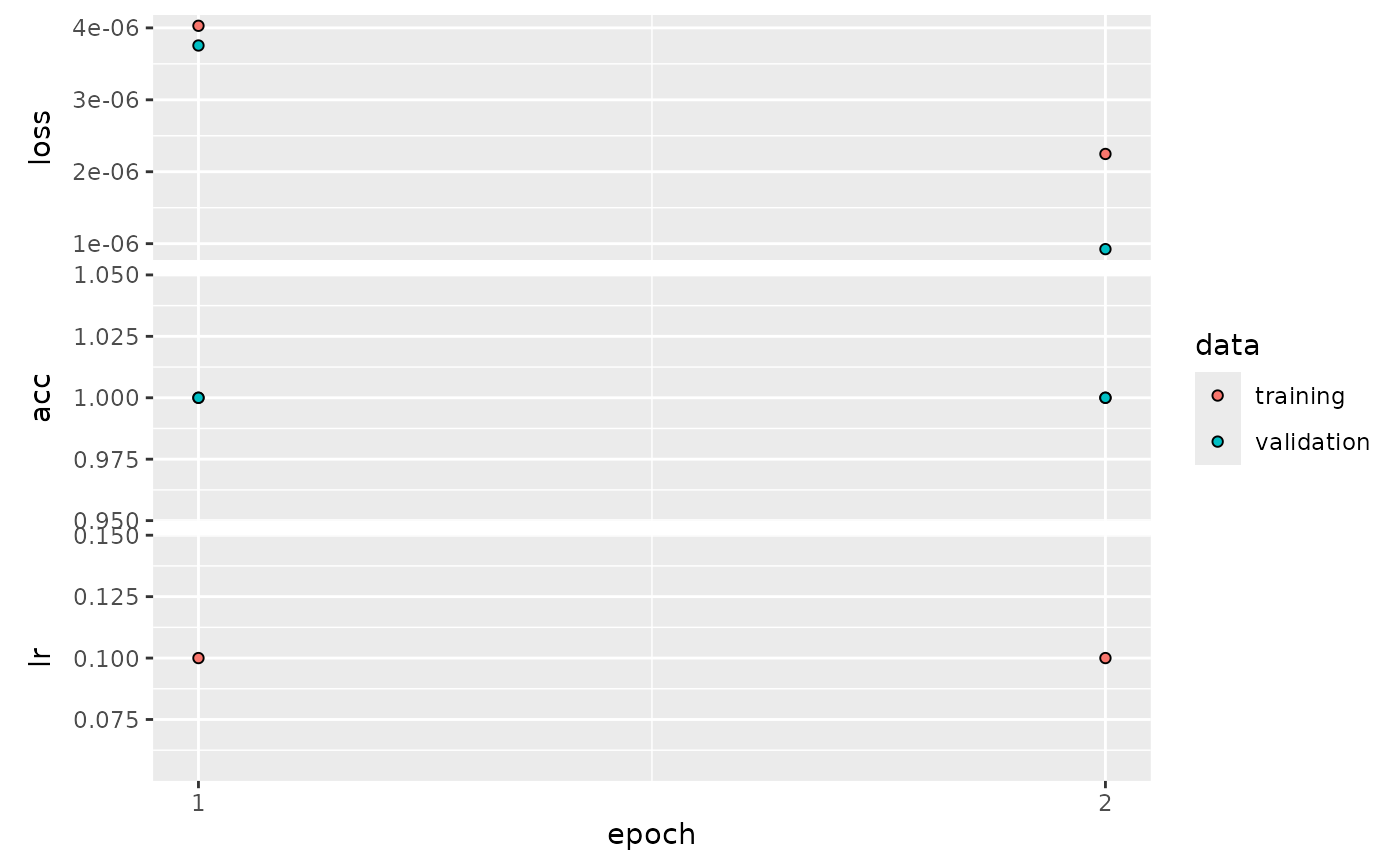 loss
4e-06
3e-06
2e-06
1e-06
acc
1.050
1.025
1.000
0.975
0.950
lr
0.150
0.125
0.100
0.075
1 2
epoch
data
training
validation